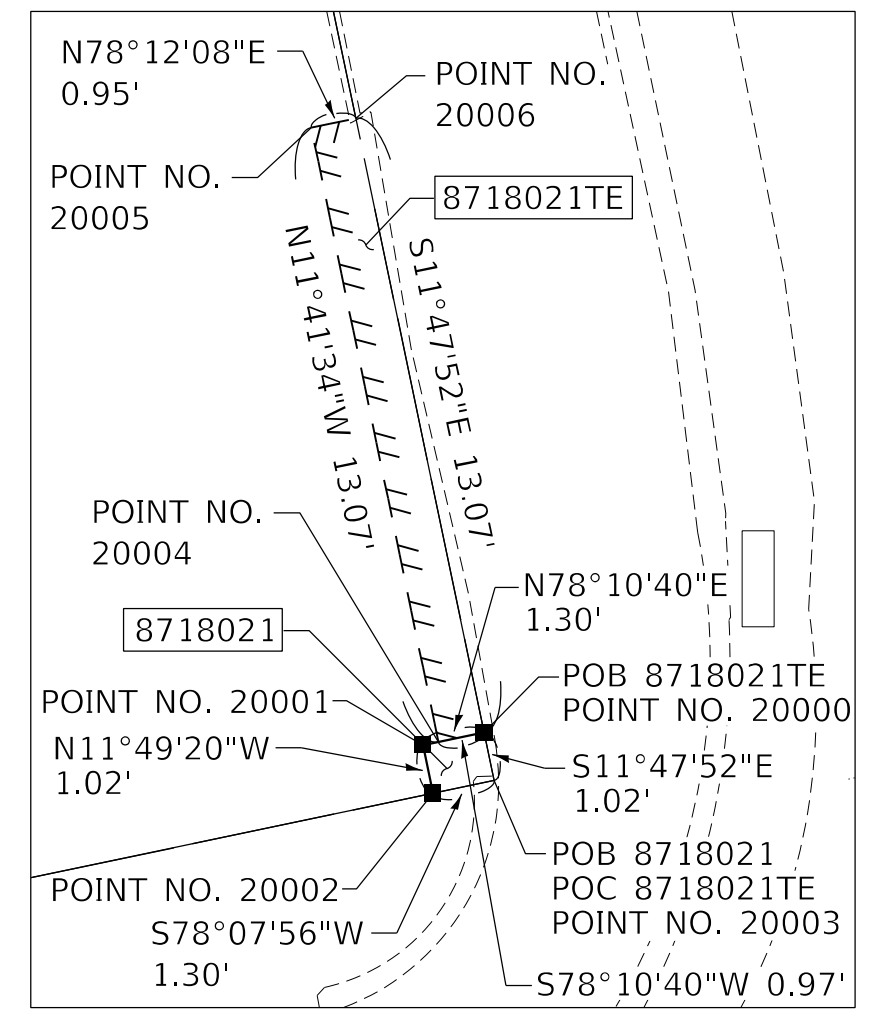 N78°12'08"E
0.95'
POINT NO.
20006
POINT NO.
20005
8718021TE
N11°41'34"W 13.07'
S11°47'52"E 13.07'
POINT NO.
20004
N78°10'40"E
1.30'
8718021
POB 8718021TE
POINT NO. 20000
POINT NO. 20001
N11°49'20"W
1.02'
S11°47'52"E
1.02'
POB 8718021
POC 8718021TE
POINT NO. 20003
POINT NO. 20002
S78°07'56"W
1.30'
S78°10'40"W 0.97'